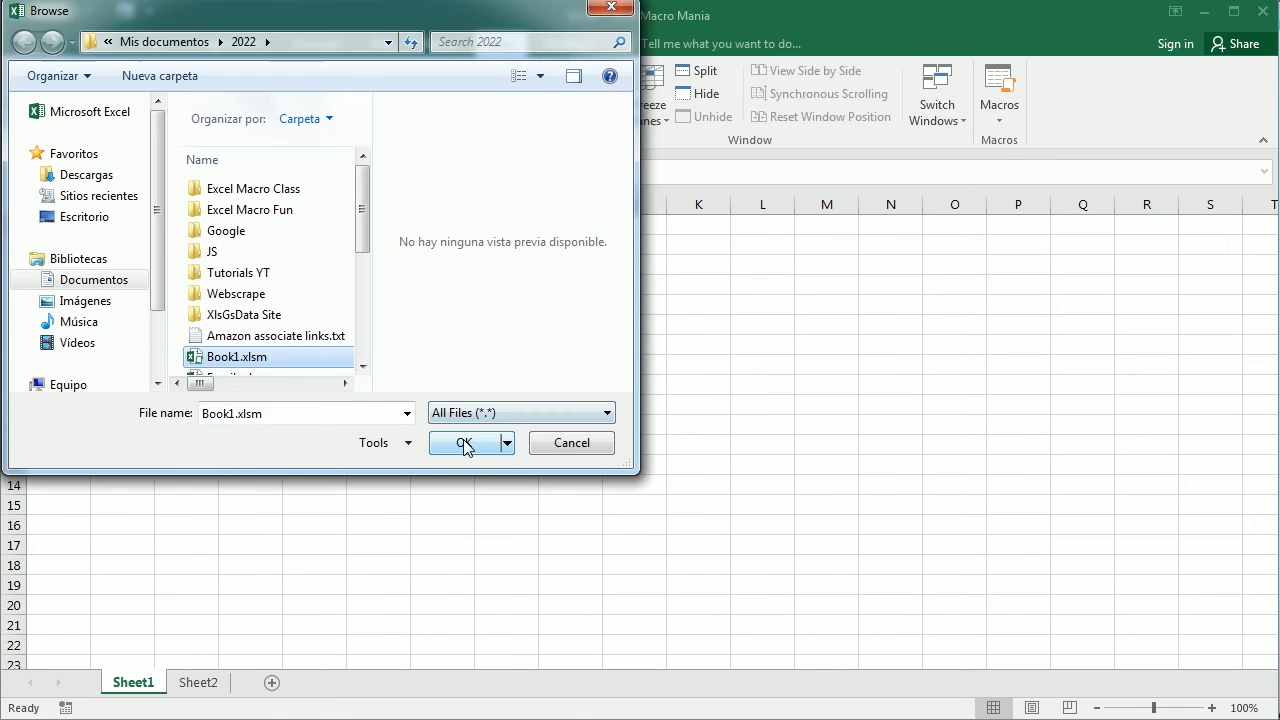 Browse
Macro Mania
« Mis documentos 2022
Search 2022
Tell me what you want to do...
Sign in
Share
Organizar
Nueva carpeta
Split
View Side by Side
Hide
Synchronous Scrolling
Unhide
Reset Window Position
Switch
Windows
Macros
Window
Macros
Microsoft Excel
Favoritos
Descargas
Sitios recientes
Escritorio
Bibliotecas
Documentos
Imágenes
Música
Vídeos
Equipo
Organizar por: Carpeta
Name
Excel Macro Class
Excel Macro Fun
Google
JS
Tutorials YT
Webscrape
XlsGsData Site
Amazon associate links.txt
Book1.xlsm
No hay ninguna vista previa disponible.
File name: Book1.xlsm
All Files (*.*)
Tools
OK
Cancel
K L M N O P Q R S T
14
15
16
17
18
19
20
21
22
23
Sheet1 Sheet2
Ready
100%